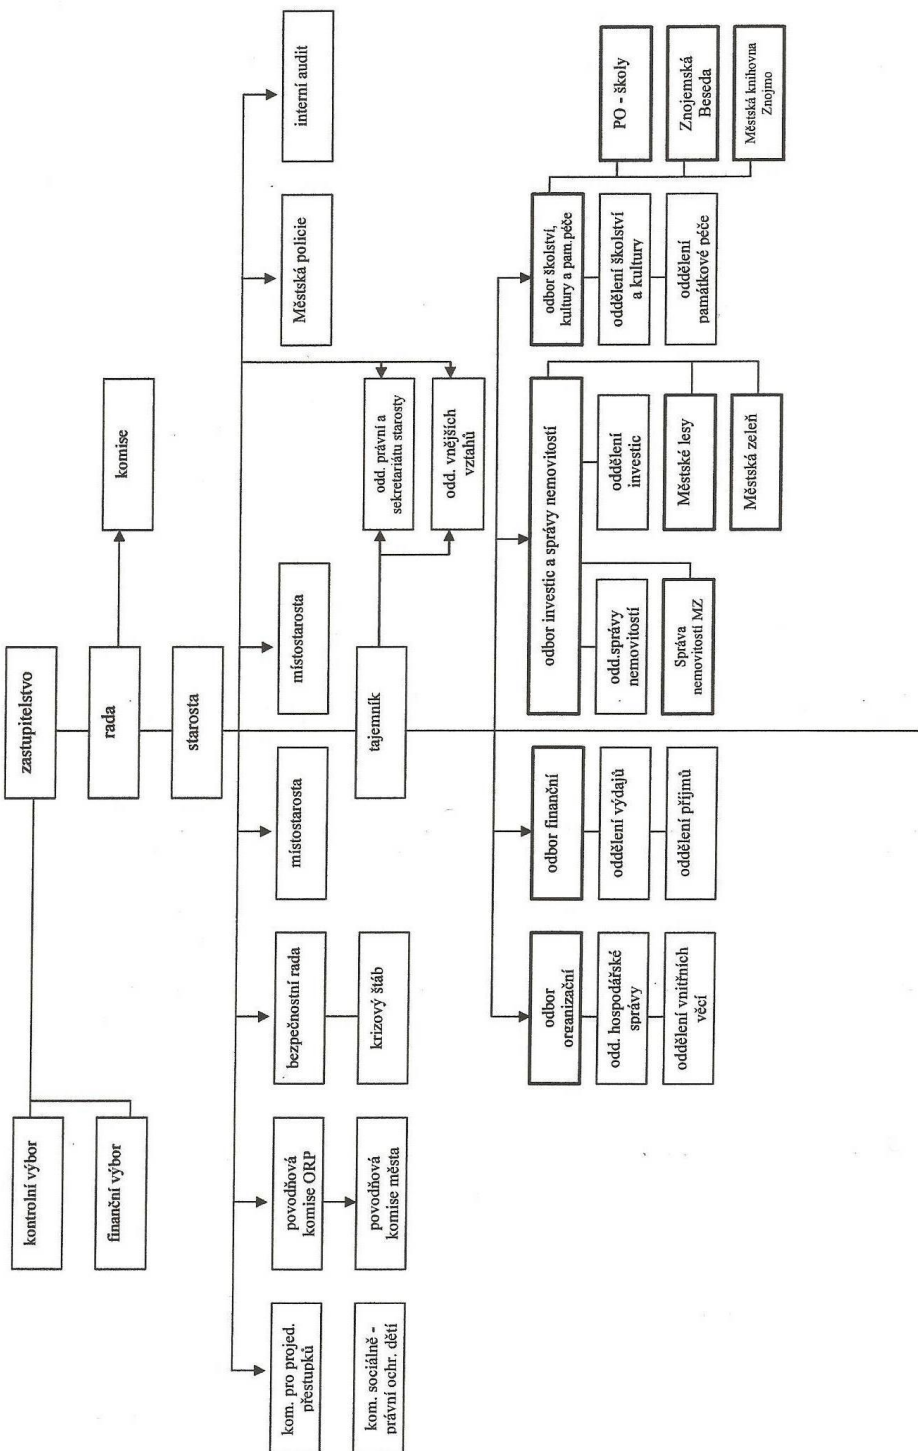 zastupitelstvo
rada
starosta
komise
kontrolní výbor
finanční výbor
kom. pro projed.
přestupků
kom. sociálně -
právní ochr. dětí
povodňová
komise ORP
povodňová
komise města
bezpečnostní rada
krizový štáb
místostarosta
místostarosta
Městská policie
interní audit
tajemník
odd. právní a
sekretariátu starosty
odd. vnějších
vztahů
odbor
organizační
odd. hospodářské
správy
oddělení vnitřních
věcí
odbor finanční
oddělení výdajů
oddělení příjmů
odbor investic a správy nemovitostí
odd.správy
nemovitostí
Správa
nemovitostí MZ
oddělení
investic
Městské lesy
Městská zeleň
odbor školství,
kultury a pam.péče
oddělení školství
a kultury
oddělení
památkové péče
PO - školy
Znojemská
Beseda
Městská knihovna
Znojmo